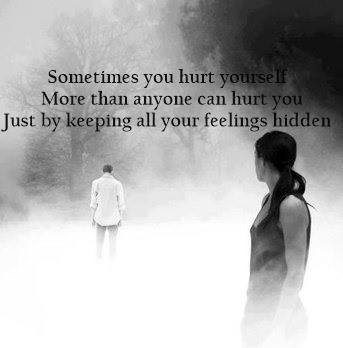 Sometimes you hurt yourself
More than anyone can hurt you
Just by keeping all your feelings hidden